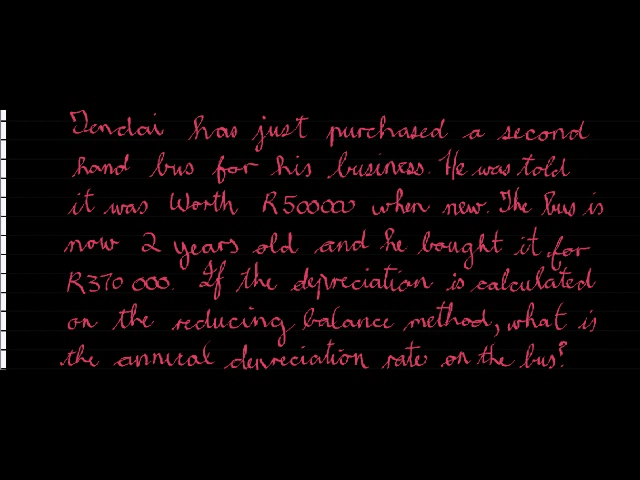 Tendai has just purchased a second
hand bus for his business. He was told
it was Worth R500000 when new. The bus is
now 2 years old and he bought it for
R370 000. If the depreciation is calculated
on the reducing balance method, what is
the annual depreciation rate on the bus?